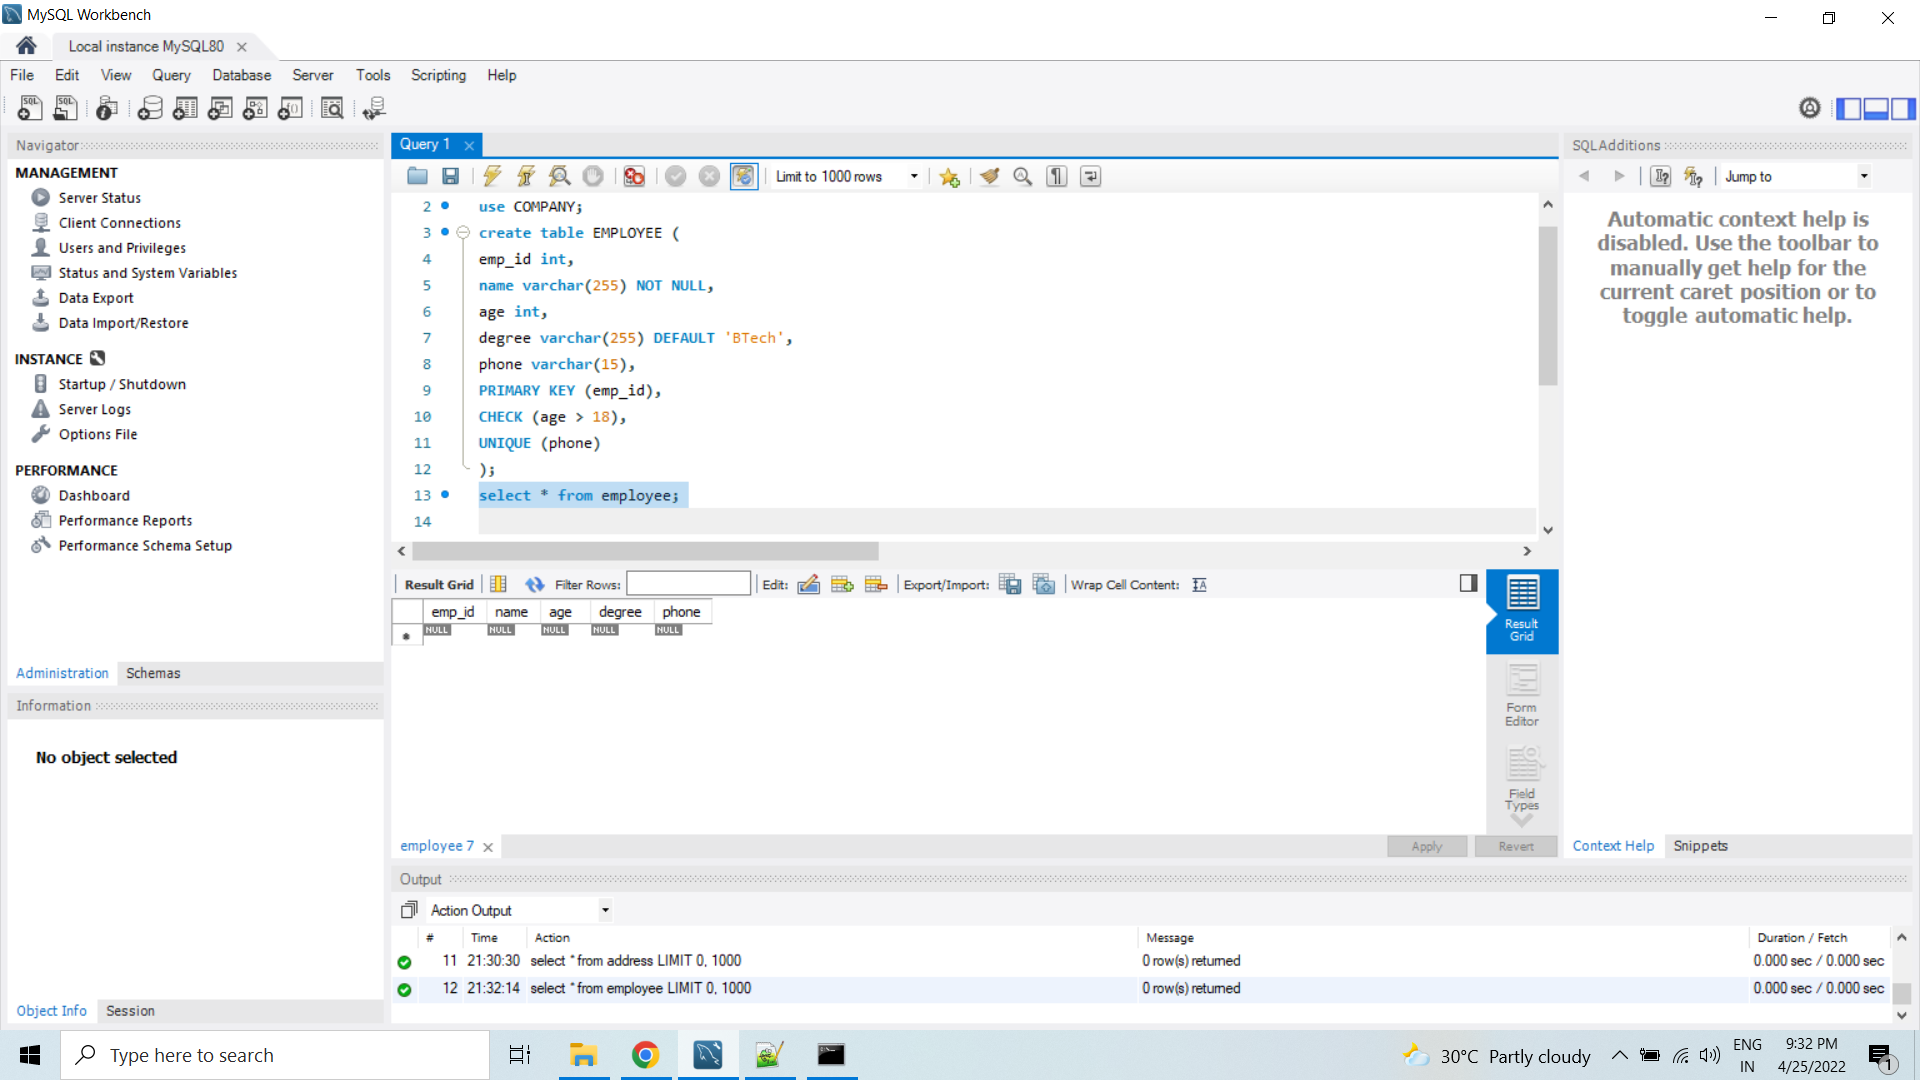 MySQL Workbench
Local instance MySQL80
File Edit View Query Database Server Tools Scripting Help
Navigator
MANAGEMENT
Server Status
Client Connections
Users and Privileges
Status and System Variables
Data Export
Data Import/Restore
INSTANCE
Startup / Shutdown
Server Logs
Options File
PERFORMANCE
Dashboard
Performance Reports
Performance Schema Setup
Administration Schemas
Information
No object selected
Object Info Session
Query 1
Limit to 1000 rows
2 use COMPANY;
3 create table EMPLOYEE (
4 emp_id int,
5 name varchar(255) NOT NULL,
6 age int,
7 degree varchar(255) DEFAULT 'BTech',
8 phone varchar(15),
9 PRIMARY KEY (emp_id),
10 CHECK (age > 18),
11 UNIQUE (phone)
12 );
13 select * from employee;
14
Result Grid Filter Rows: Edit: Export/Import: Wrap Cell Content:
emp_id name age degree phone
NULL NULL NULL NULL NULL
Result
Grid
Form
Editor
Field
Types
employee 7 Apply Revert
SQLAdditions
Jump to
Automatic context help is
disabled. Use the toolbar to
manually get help for the
current caret position or to
toggle automatic help.
Context Help Snippets
Output
Action Output
# Time Action Message Duration / Fetch
11 21:30:30 select * from address LIMIT 0, 1000 0 row(s) returned 0.000 sec / 0.000 sec
12 21:32:14 select * from employee LIMIT 0, 1000 0 row(s) returned 0.000 sec / 0.000 sec
Type here to search
30°C Partly cloudy
ENG
IN
9:32 PM
4/25/2022
1